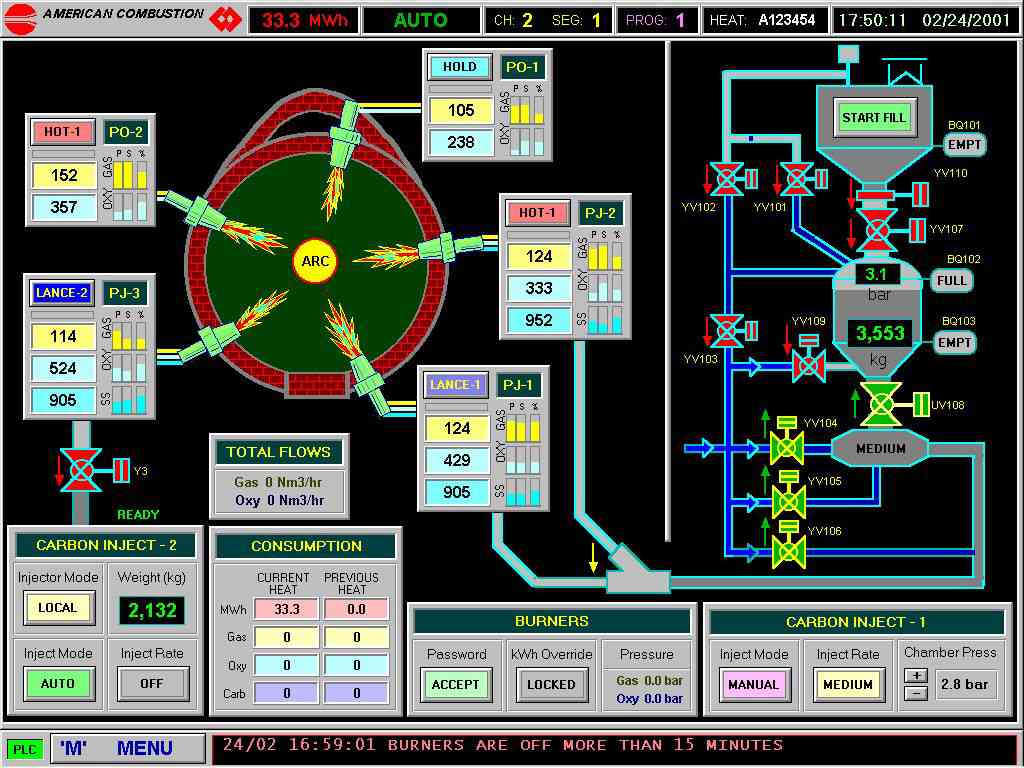 AMERICAN COMBUSTION
33.3 MWh
AUTO
CH: 2 SEG: 1
PROG: 1
HEAT: A123454
17:50:11 02/24/2001
HOLD PO-1
P S %
GAS
105
OXY
238
HOT-1 PO-2
P S %
GAS
152
OXY
357
HOT-1 PJ-2
P S %
GAS
124
OXY
333
SS
952
ARC
LANCE-2 PJ-3
P S %
GAS
114
OXY
524
SS
905
LANCE-1 PJ-1
P S %
GAS
124
OXY
429
SS
905
Y3
READY
TOTAL FLOWS
Gas 0 Nm3/hr
Oxy 0 Nm3/hr
START FILL
BQ101
EMPT
YV110
YV102
YV101
YV107
BQ102
FULL
3.1
bar
YV109
BQ103
EMPT
3,553
kg
YV103
UV108
YV104
MEDIUM
YV105
YV106
CARBON INJECT - 2
Injector Mode Weight (kg)
LOCAL 2,132
Inject Mode Inject Rate
AUTO OFF
CONSUMPTION
CURRENT HEAT PREVIOUS HEAT
MWh 33.3 0.0
Gas 0 0
Oxy 0 0
Carb 0 0
BURNERS
Password kWh Override Pressure
ACCEPT LOCKED Gas 0.0 bar
Oxy 0.0 bar
CARBON INJECT - 1
Inject Mode Inject Rate Chamber Press
MANUAL MEDIUM + - 2.8 bar
PLC 'M' MENU
24/02 16:59:01 BURNERS ARE OFF MORE THAN 15 MINUTES